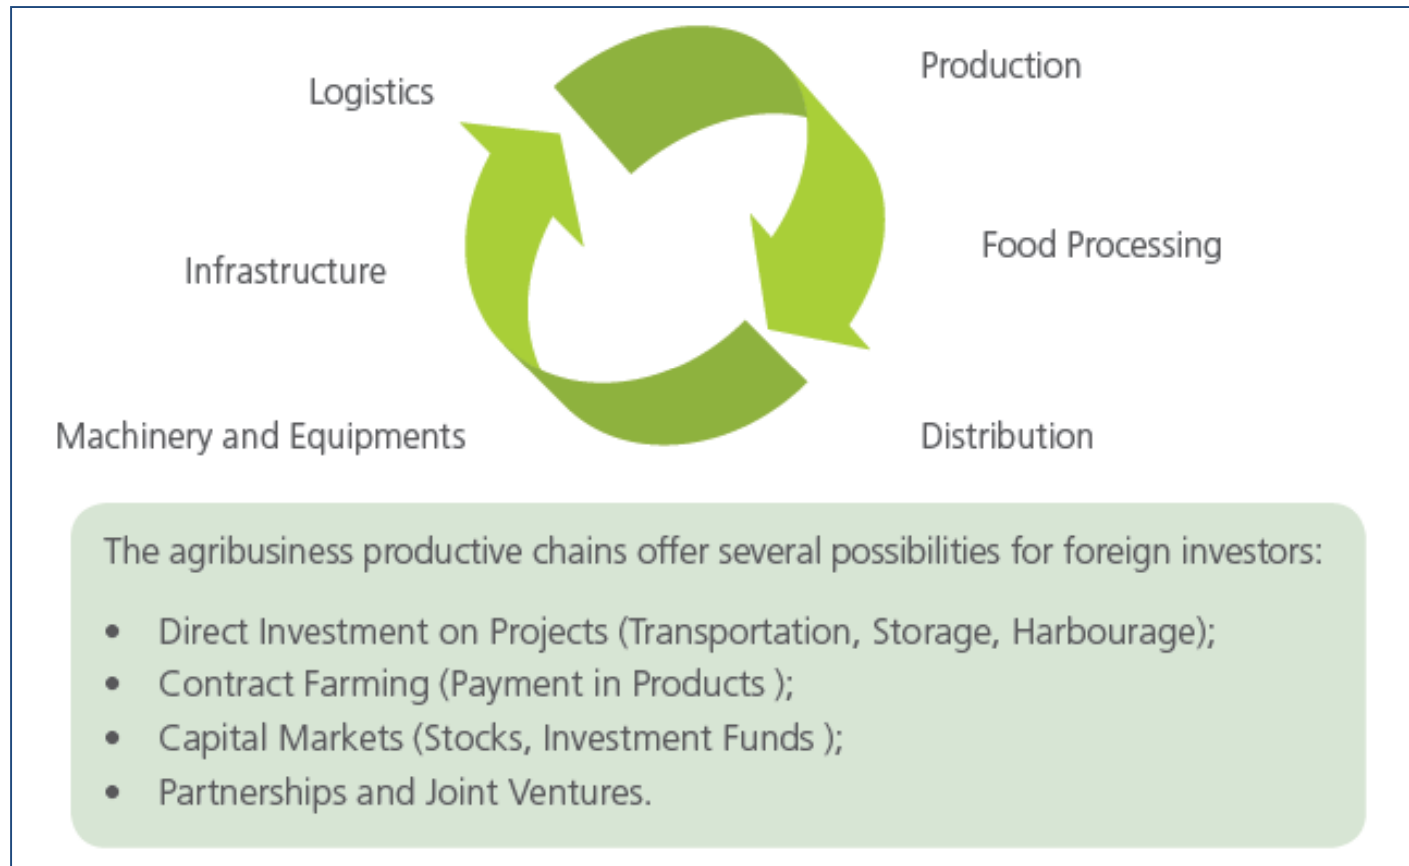 Logistics
Production
Infrastructure
Food Processing
Machinery and Equipments
Distribution
The agribusiness productive chains offer several possibilities for foreign investors:
• Direct Investment on Projects (Transportation, Storage, Harbourage);
• Contract Farming (Payment in Products );
• Capital Markets (Stocks, Investment Funds );
• Partnerships and Joint Ventures.